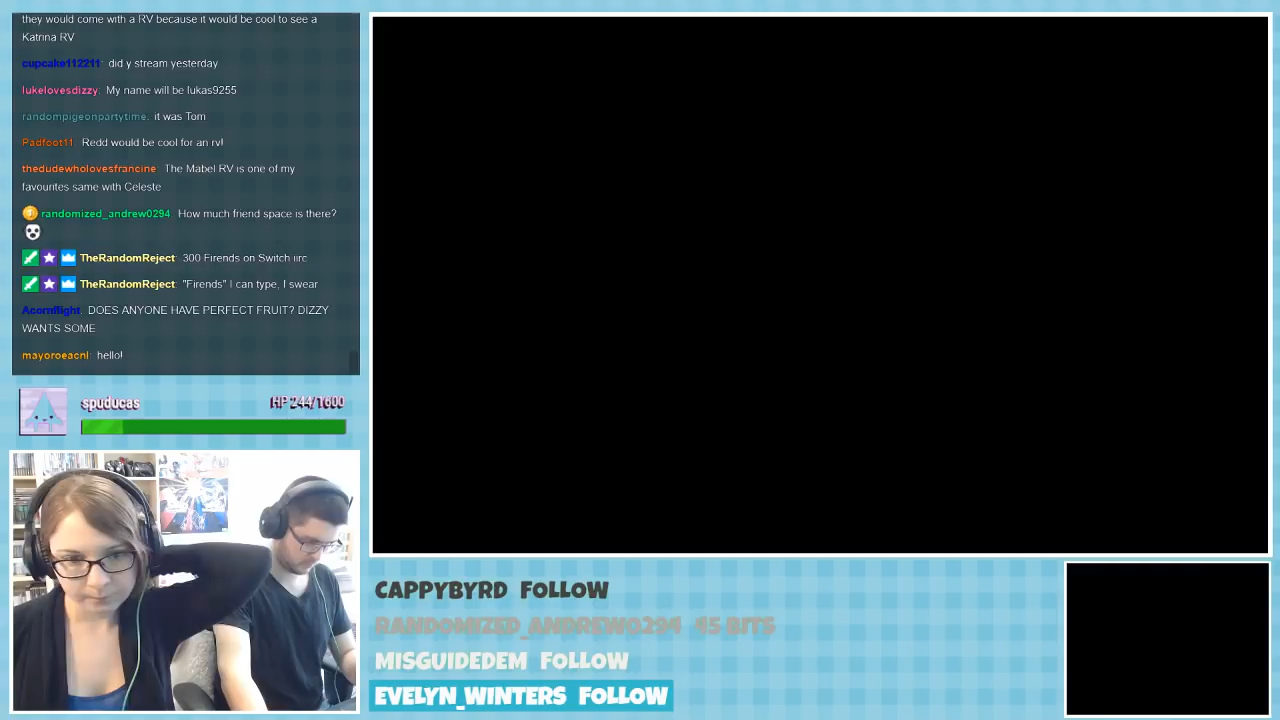 they would come with a RV because it would be cool to see a
Katrina RV
cupcake112211: did y stream yesterday
lukelovesdizzy: My name will be lukas9255
randompigeonpartytime: it was Tom
Padfoot11: Redd would be cool for an rv!
thedudewholovesfrancine: The Mabel RV is one of my
favourites same with Celeste
randomized_andrew0294: How much friend space is there?
TheRandomReject: 300 Firends on Switch iirc
TheRandomReject: "Firends" I can type, I swear
Acornflight: DOES ANYONE HAVE PERFECT FRUIT? DIZZY
WANTS SOME
mayoroeacnl: hello!
spuducas HP 244/1600
CAPPYBYRD FOLLOW
RANDOMIZED_ANDREW0294 45 BITS
MISGUIDEDEM FOLLOW
EVELYN_WINTERS FOLLOW